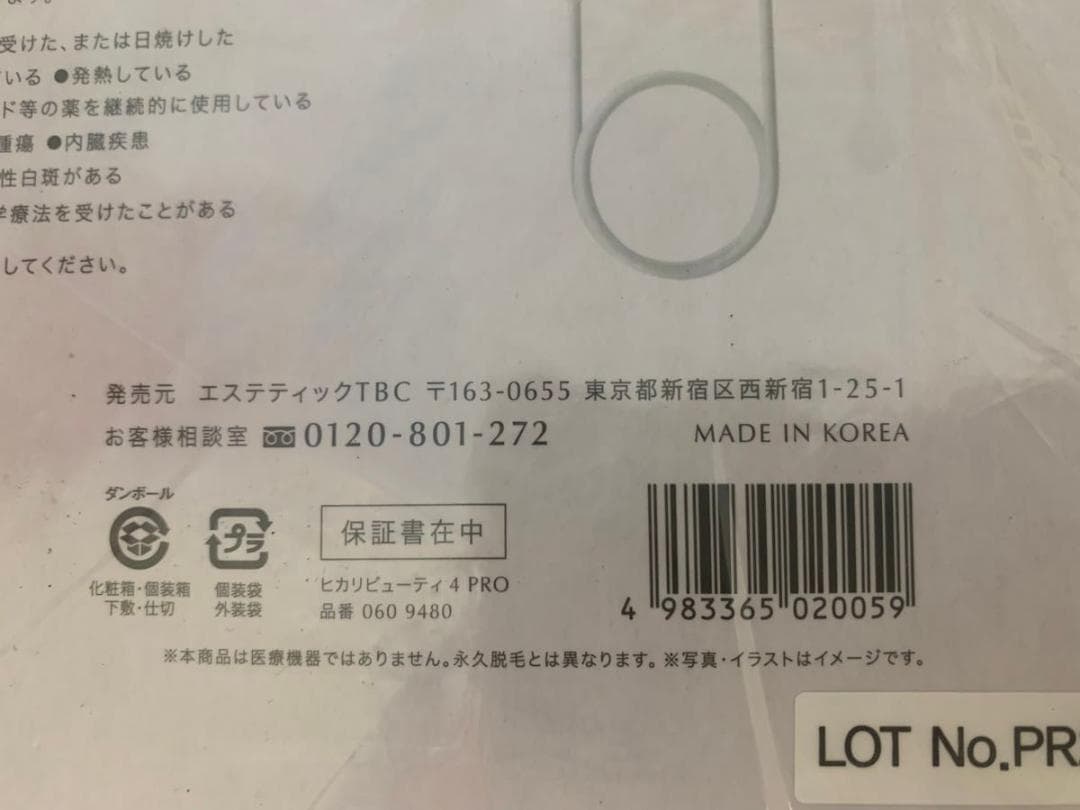 ます。
受けた、または日焼けした
いる ●発熱している
ド等の薬を継続的に使用している
腫瘍 ●内臓疾患
性白斑がある
学療法を受けたことがある
してください。
発売元 エステティックTBC 〒163-0655 東京都新宿区西新宿1-25-1
お客様相談室 0120-801-272
MADE IN KOREA
ダンボール
プラ
化粧箱・個装箱
下敷・仕切
個装袋
外装袋
保証書在中
ヒカリビューティ 4 PRO
品番 060 9480
4 983365 020059
※本商品は医療機器ではありません。永久脱毛とは異なります。※写真・イラストはイメージです。
LOT No.PR